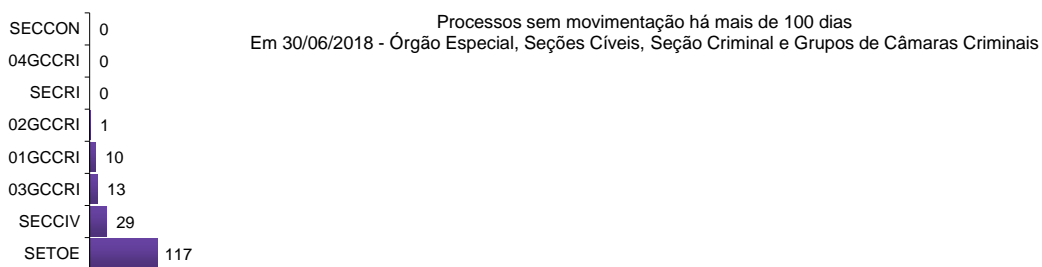 Processos sem movimentação há mais de 100 dias
Em 30/06/2018 - Órgão Especial, Seções Cíveis, Seção Criminal e Grupos de Câmaras Criminais
SECCON 0
04GCCRI 0
SECRI 0
02GCCRI 1
01GCCRI 10
03GCCRI 13
SECCIV 29
SETOE 117